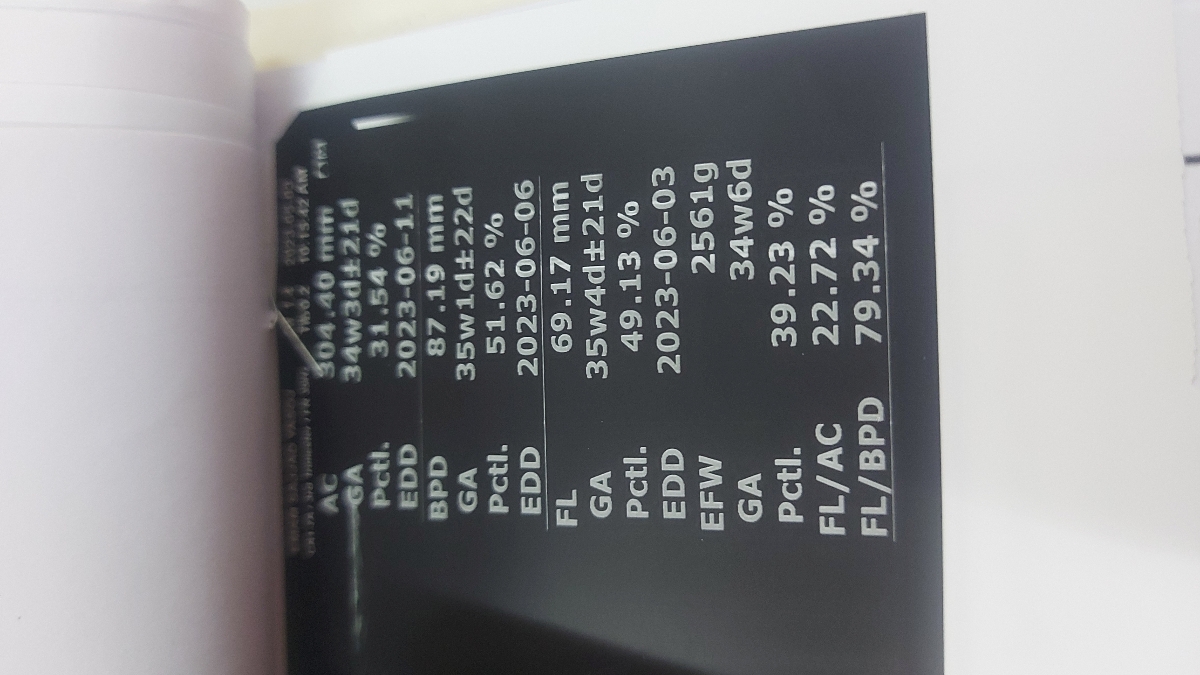 AC 304.40 mm
GA 34w3d±21d
Pctl. 31.54 %
EDD 2023-06-11
BPD 87.19 mm
GA 35w1d±22d
Pctl. 51.62 %
EDD 2023-06-06
FL 69.17 mm
GA 35w4d±21d
Pctl. 49.13 %
EDD 2023-06-03
EFW 2561g
GA 34w6d
Pctl. 39.23 %
FL/AC 22.72 %
FL/BPD 79.34 %